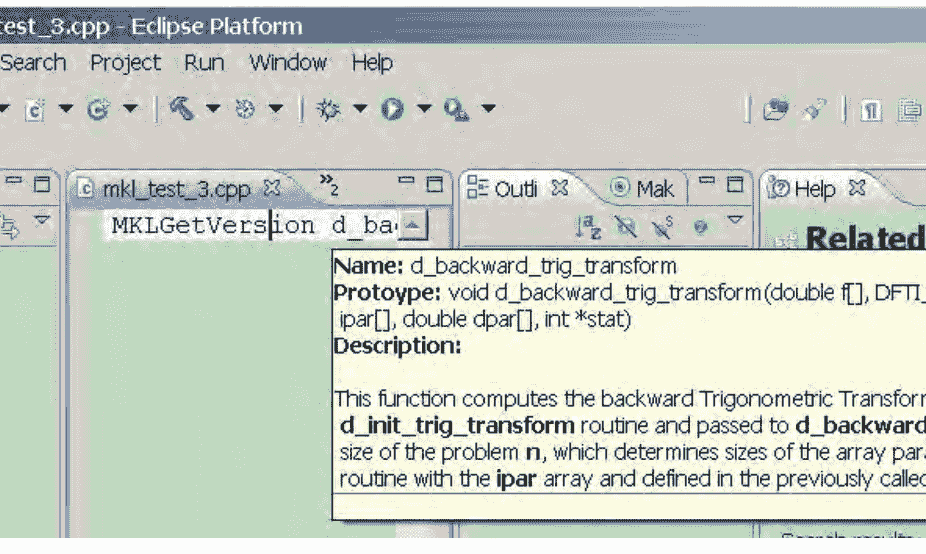 test_3.cpp - Eclipse Platform
Search Project Run Window Help
mkl_test_3.cpp »2 Outli Mak Help
MKLGetVersion d_ba
Related
Name: d_backward_trig_transform
Protoype: void d_backward_trig_transform(double f[], DFTI_
ipar[], double dpar[], int *stat)
Description:
This function computes the backward Trigonometric Transform
d_init_trig_transform routine and passed to d_backward
size of the problem n, which determines sizes of the array par
routine with the ipar array and defined in the previously called